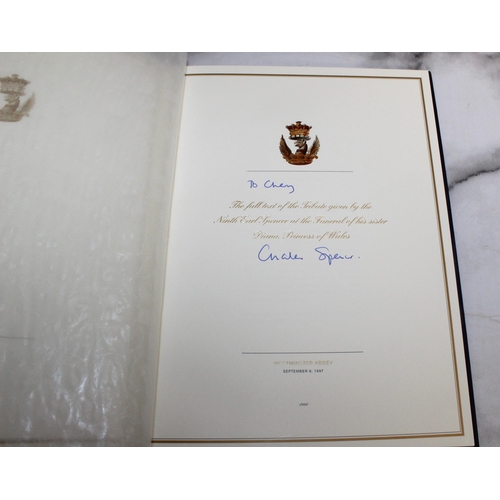 To Cheryl
The full text of the Tribute given by the
Ninth Earl Spencer at the Funeral of his sister
Diana, Princess of Wales
Charles Spencer.
WESTMINSTER ABBEY
SEPTEMBER 6, 1997